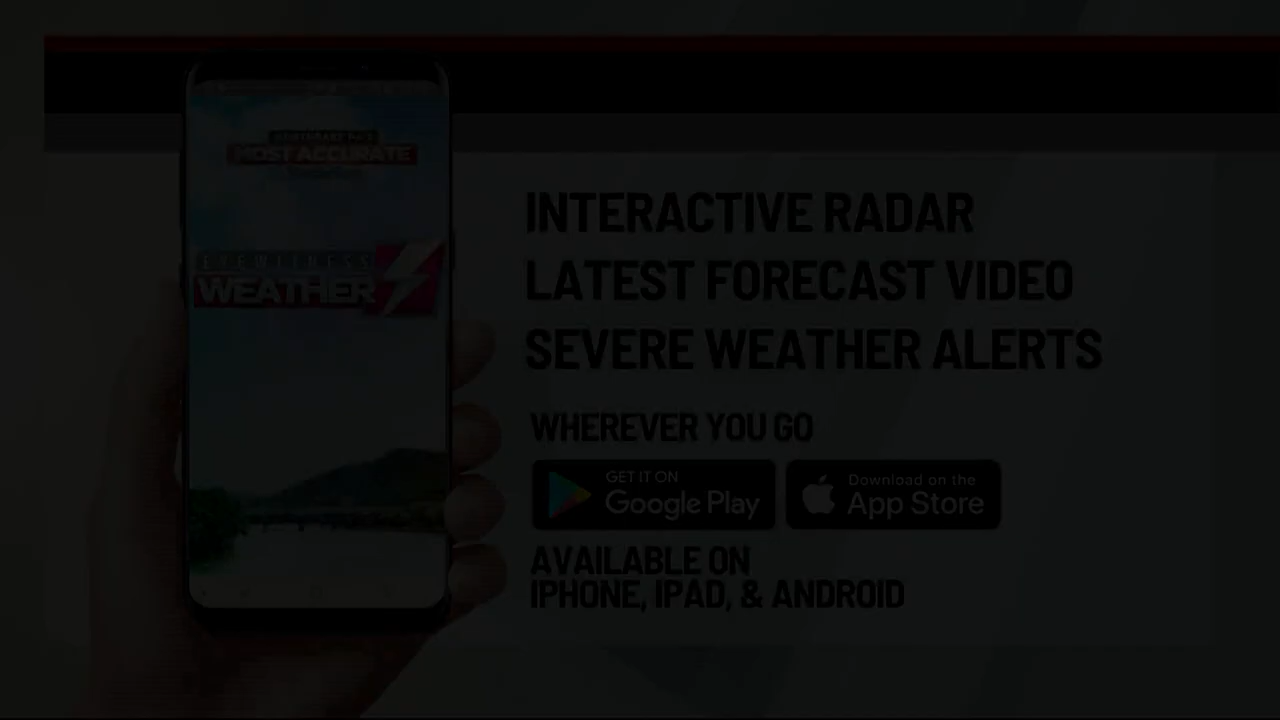 MOST ACCURATE
EYEWITNESS
WEATHER
INTERACTIVE RADAR
LATEST FORECAST VIDEO
SEVERE WEATHER ALERTS
WHEREVER YOU GO
GET IT ON
Google Play
Download on the
App Store
AVAILABLE ON
IPHONE, IPAD, & ANDROID